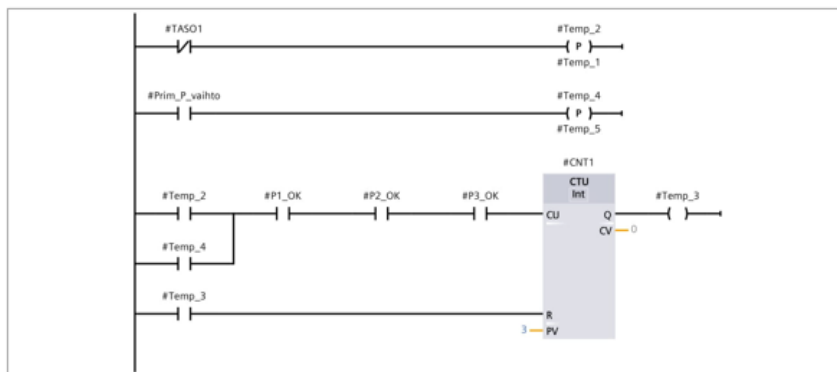 #TASO1 #Temp_2
P
#Temp_1
#Prim_P_vaihto #Temp_4
P
#Temp_5
#CNT1
CTU
Int
#Temp_2 #P1_OK #P2_OK #P3_OK #Temp_3
CU Q
CV 0
#Temp_4
#Temp_3
R
3 PV